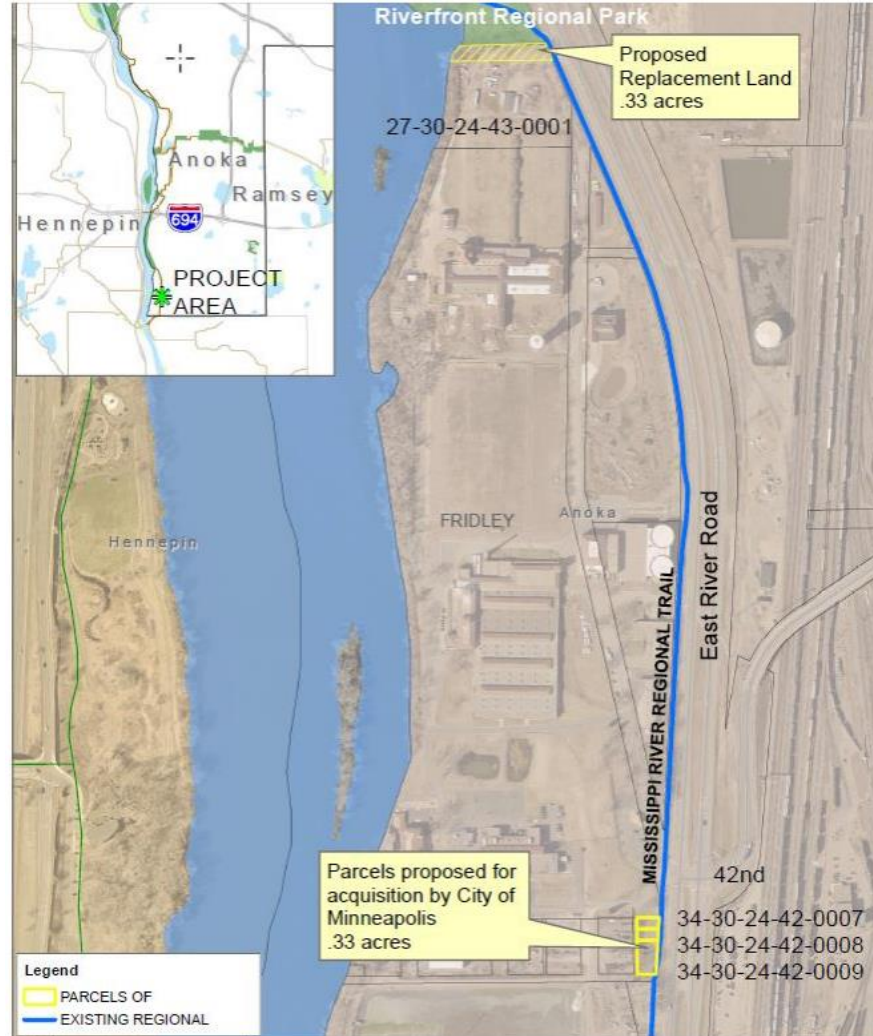 Riverfront Regional Park
Proposed
Replacement Land
.33 acres
27-30-24-43-0001
Anoka
Ramsey
Hennepin
694
PROJECT
AREA
Hennepin
FRIDLEY
Anoka
MISSISSIPPI RIVER REGIONAL TRAIL
East River Road
Parcels proposed for
acquisition by City of
Minneapolis
.33 acres
42nd
34-30-24-42-0007
34-30-24-42-0008
34-30-24-42-0009
Legend
PARCELS OF
EXISTING REGIONAL